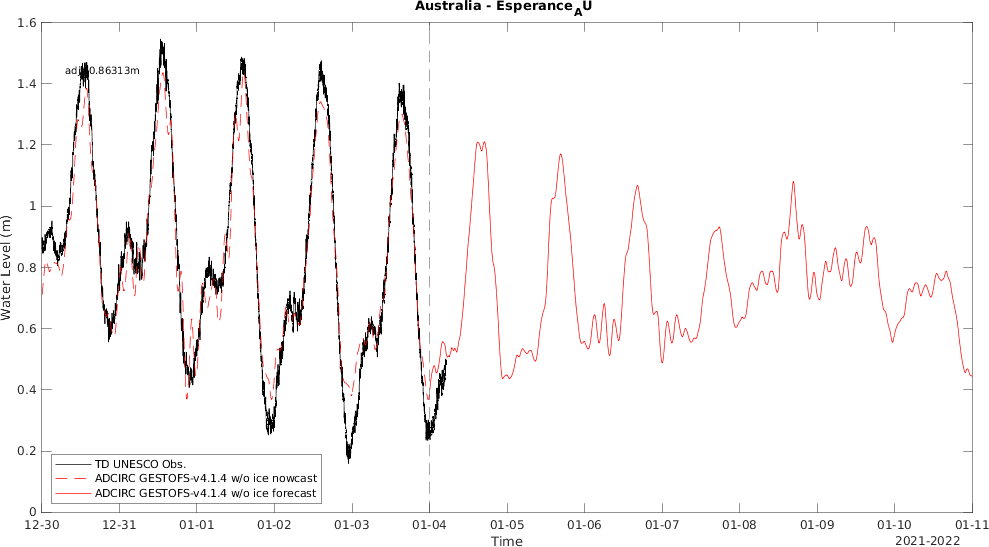 Australia - Esperance_AU
1.6
1.4
1.2
1
0.8
0.6
0.4
0.2
0
Water Level (m)
0.86313m
TD UNESCO Obs.
ADCIRC GESTOFS-v4.1.4 w/o ice nowcast
ADCIRC GESTOFS-v4.1.4 w/o ice forecast
12-30 12-31 01-01 01-02 01-03 01-04 01-05 01-06 01-07 01-08 01-09 01-10 01-11
Time
2021-2022